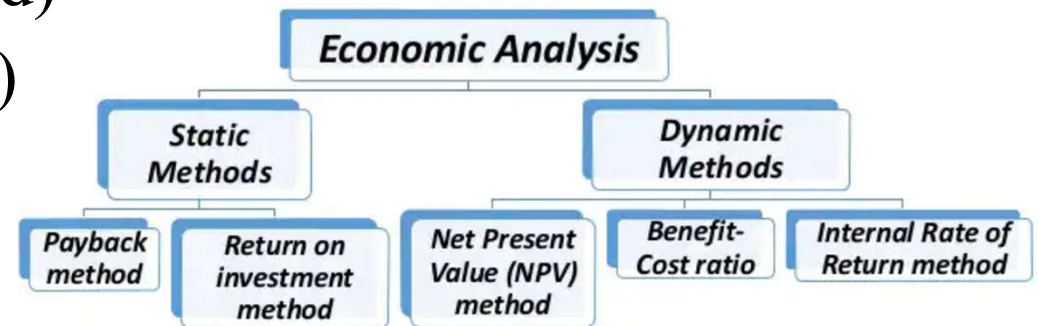 a)
)
Economic Analysis
Static
Methods
Dynamic
Methods
Payback
method
Return on
investment
method
Net Present
Value (NPV)
method
Benefit-
Cost ratio
Internal Rate of
Return method